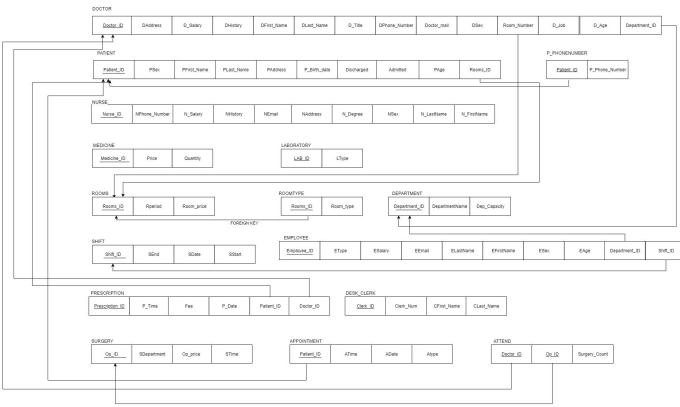 DOCTOR
Doctor_ID DAddress D_Salary DHistory DFirst_Name DLast_Name D_Title DPhone_Number Doctor_mail DSex Room_Number D_Job D_Age Department_ID
PATIENT
Patient_ID PSex PFirst_Name PLast_Name PAddress P_Birth_date Discharged Admitted PAge Rooms_ID
P_PHONENUMBER
Patient_ID P_Phone_Number
NURSE
Nurse_ID NPhone_Number N_Salary NHistory NEmail NAddress N_Degree NSex N_LastName N_FirstName
MEDICINE
Medicine_ID Price Quantity
LABORATORY
LAB_ID LType
ROOMS
Rooms_ID Rperiod Room_price
ROOMTYPE
Rooms_ID Room_type
DEPARTMENT
Department_ID DepartmentName Dep_Capacity
FOREIGN KEY
SHIFT
Shift_ID SEnd SDate SStart
EMPLOYEE
Employee_ID EType ESalary EEmail ELastName EFirstName ESex EAge Department_ID Shift_ID
PRESCRIPTION
Prescription_ID P_Time Fee P_Date Patient_ID Doctor_ID
DESK_CLERK
Clerk_ID Clerk_Num CFirst_Name CLast_Name
SURGERY
Op_ID SDepartment Op_price STime
APPOINTMENT
Patient_ID ATime ADate Atype
ATTEND
Doctor_ID Op_ID Surgery_Count